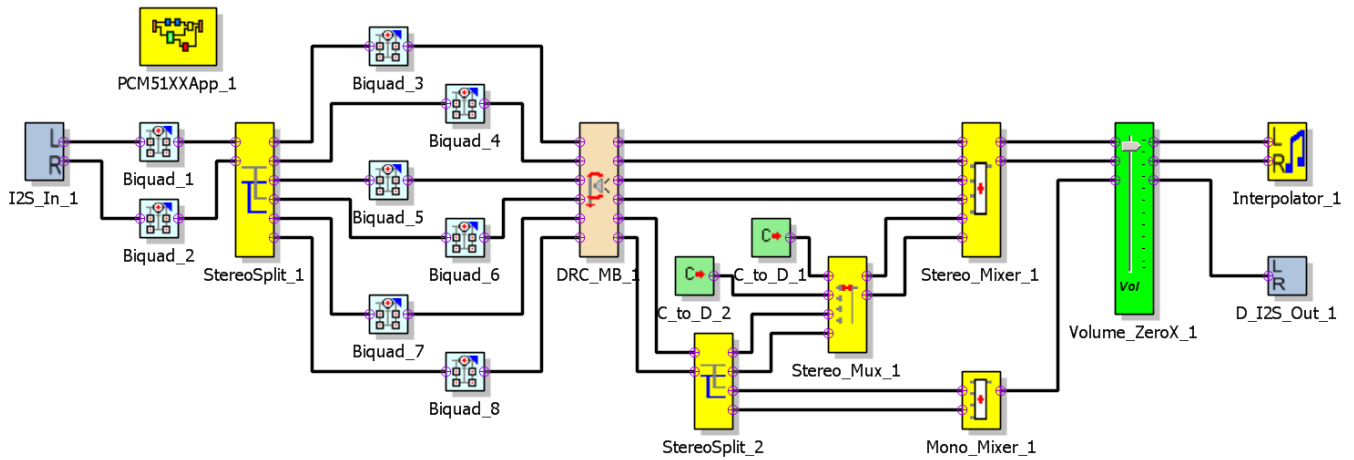 PCM51XXApp_1
Biquad_3
Biquad_4
L
R
I2S_In_1
Biquad_1
Biquad_2
StereoSplit_1
Biquad_5
Biquad_6
Biquad_7
Biquad_8
DRC_MB_1
C
C_to_D_1
C
C_to_D_2
Stereo_Mux_1
StereoSplit_2
Stereo_Mixer_1
Mono_Mixer_1
Vol
Volume_ZeroX_1
L
R
Interpolator_1
L
R
D_I2S_Out_1